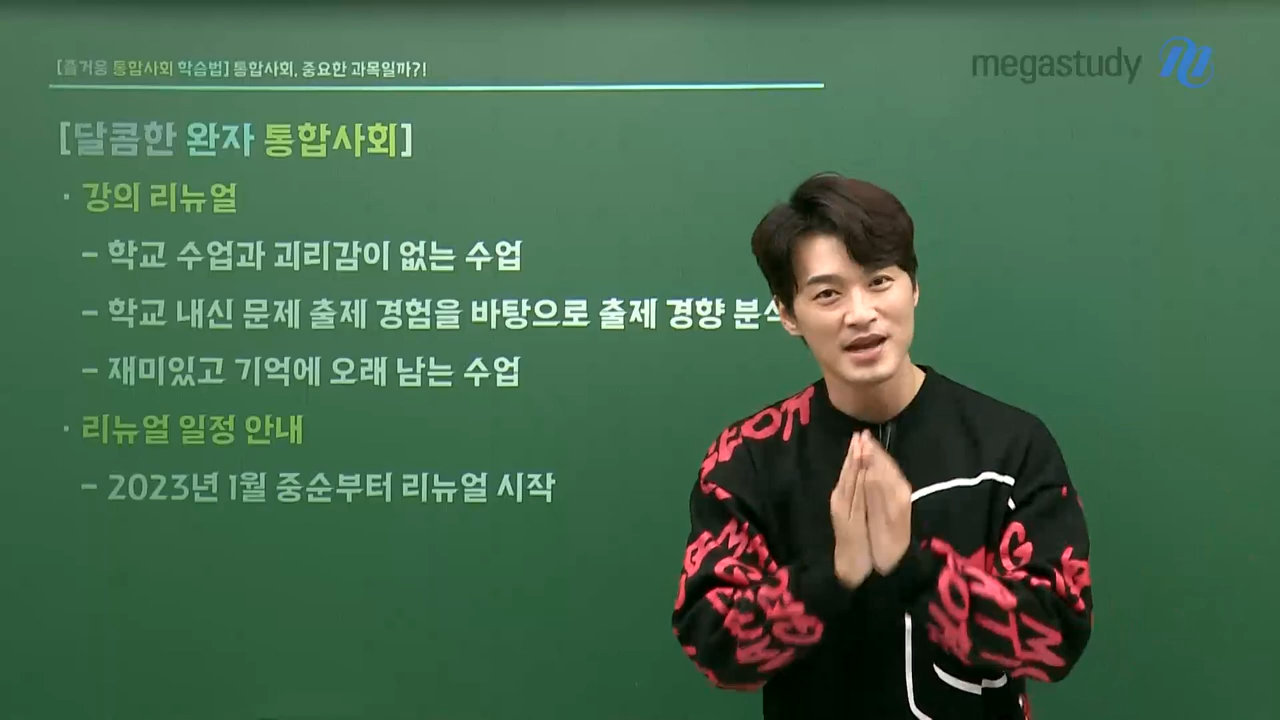 [즐거운 통합사회 학습법] 통합사회, 중요한 과목일까?!
megastudy
[달콤한 완자 통합사회]
· 강의 리뉴얼
- 학교 수업과 괴리감이 없는 수업
- 학교 내신 문제 출제 경험을 바탕으로 출제 경향
- 재미있고 기억에 오래 남는 수업
· 리뉴얼 일정 안내
- 2023년 1월 중순부터 리뉴얼 시작